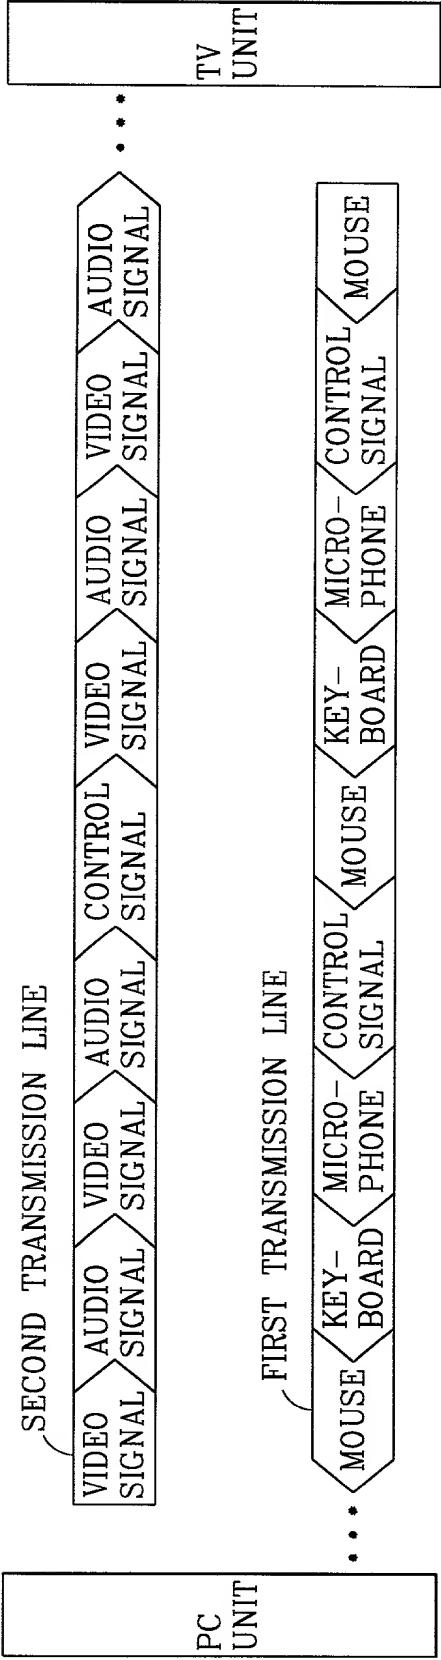 PC
UNIT
SECOND TRANSMISSION LINE
VIDEO
SIGNAL
AUDIO
SIGNAL
VIDEO
SIGNAL
AUDIO
SIGNAL
CONTROL
SIGNAL
VIDEO
SIGNAL
AUDIO
SIGNAL
VIDEO
SIGNAL
AUDIO
SIGNAL
FIRST TRANSMISSION LINE
MOUSE
KEY-
BOARD
MICRO-
PHONE
CONTROL
SIGNAL
MOUSE
KEY-
BOARD
MICRO-
PHONE
CONTROL
SIGNAL
MOUSE
TV
UNIT